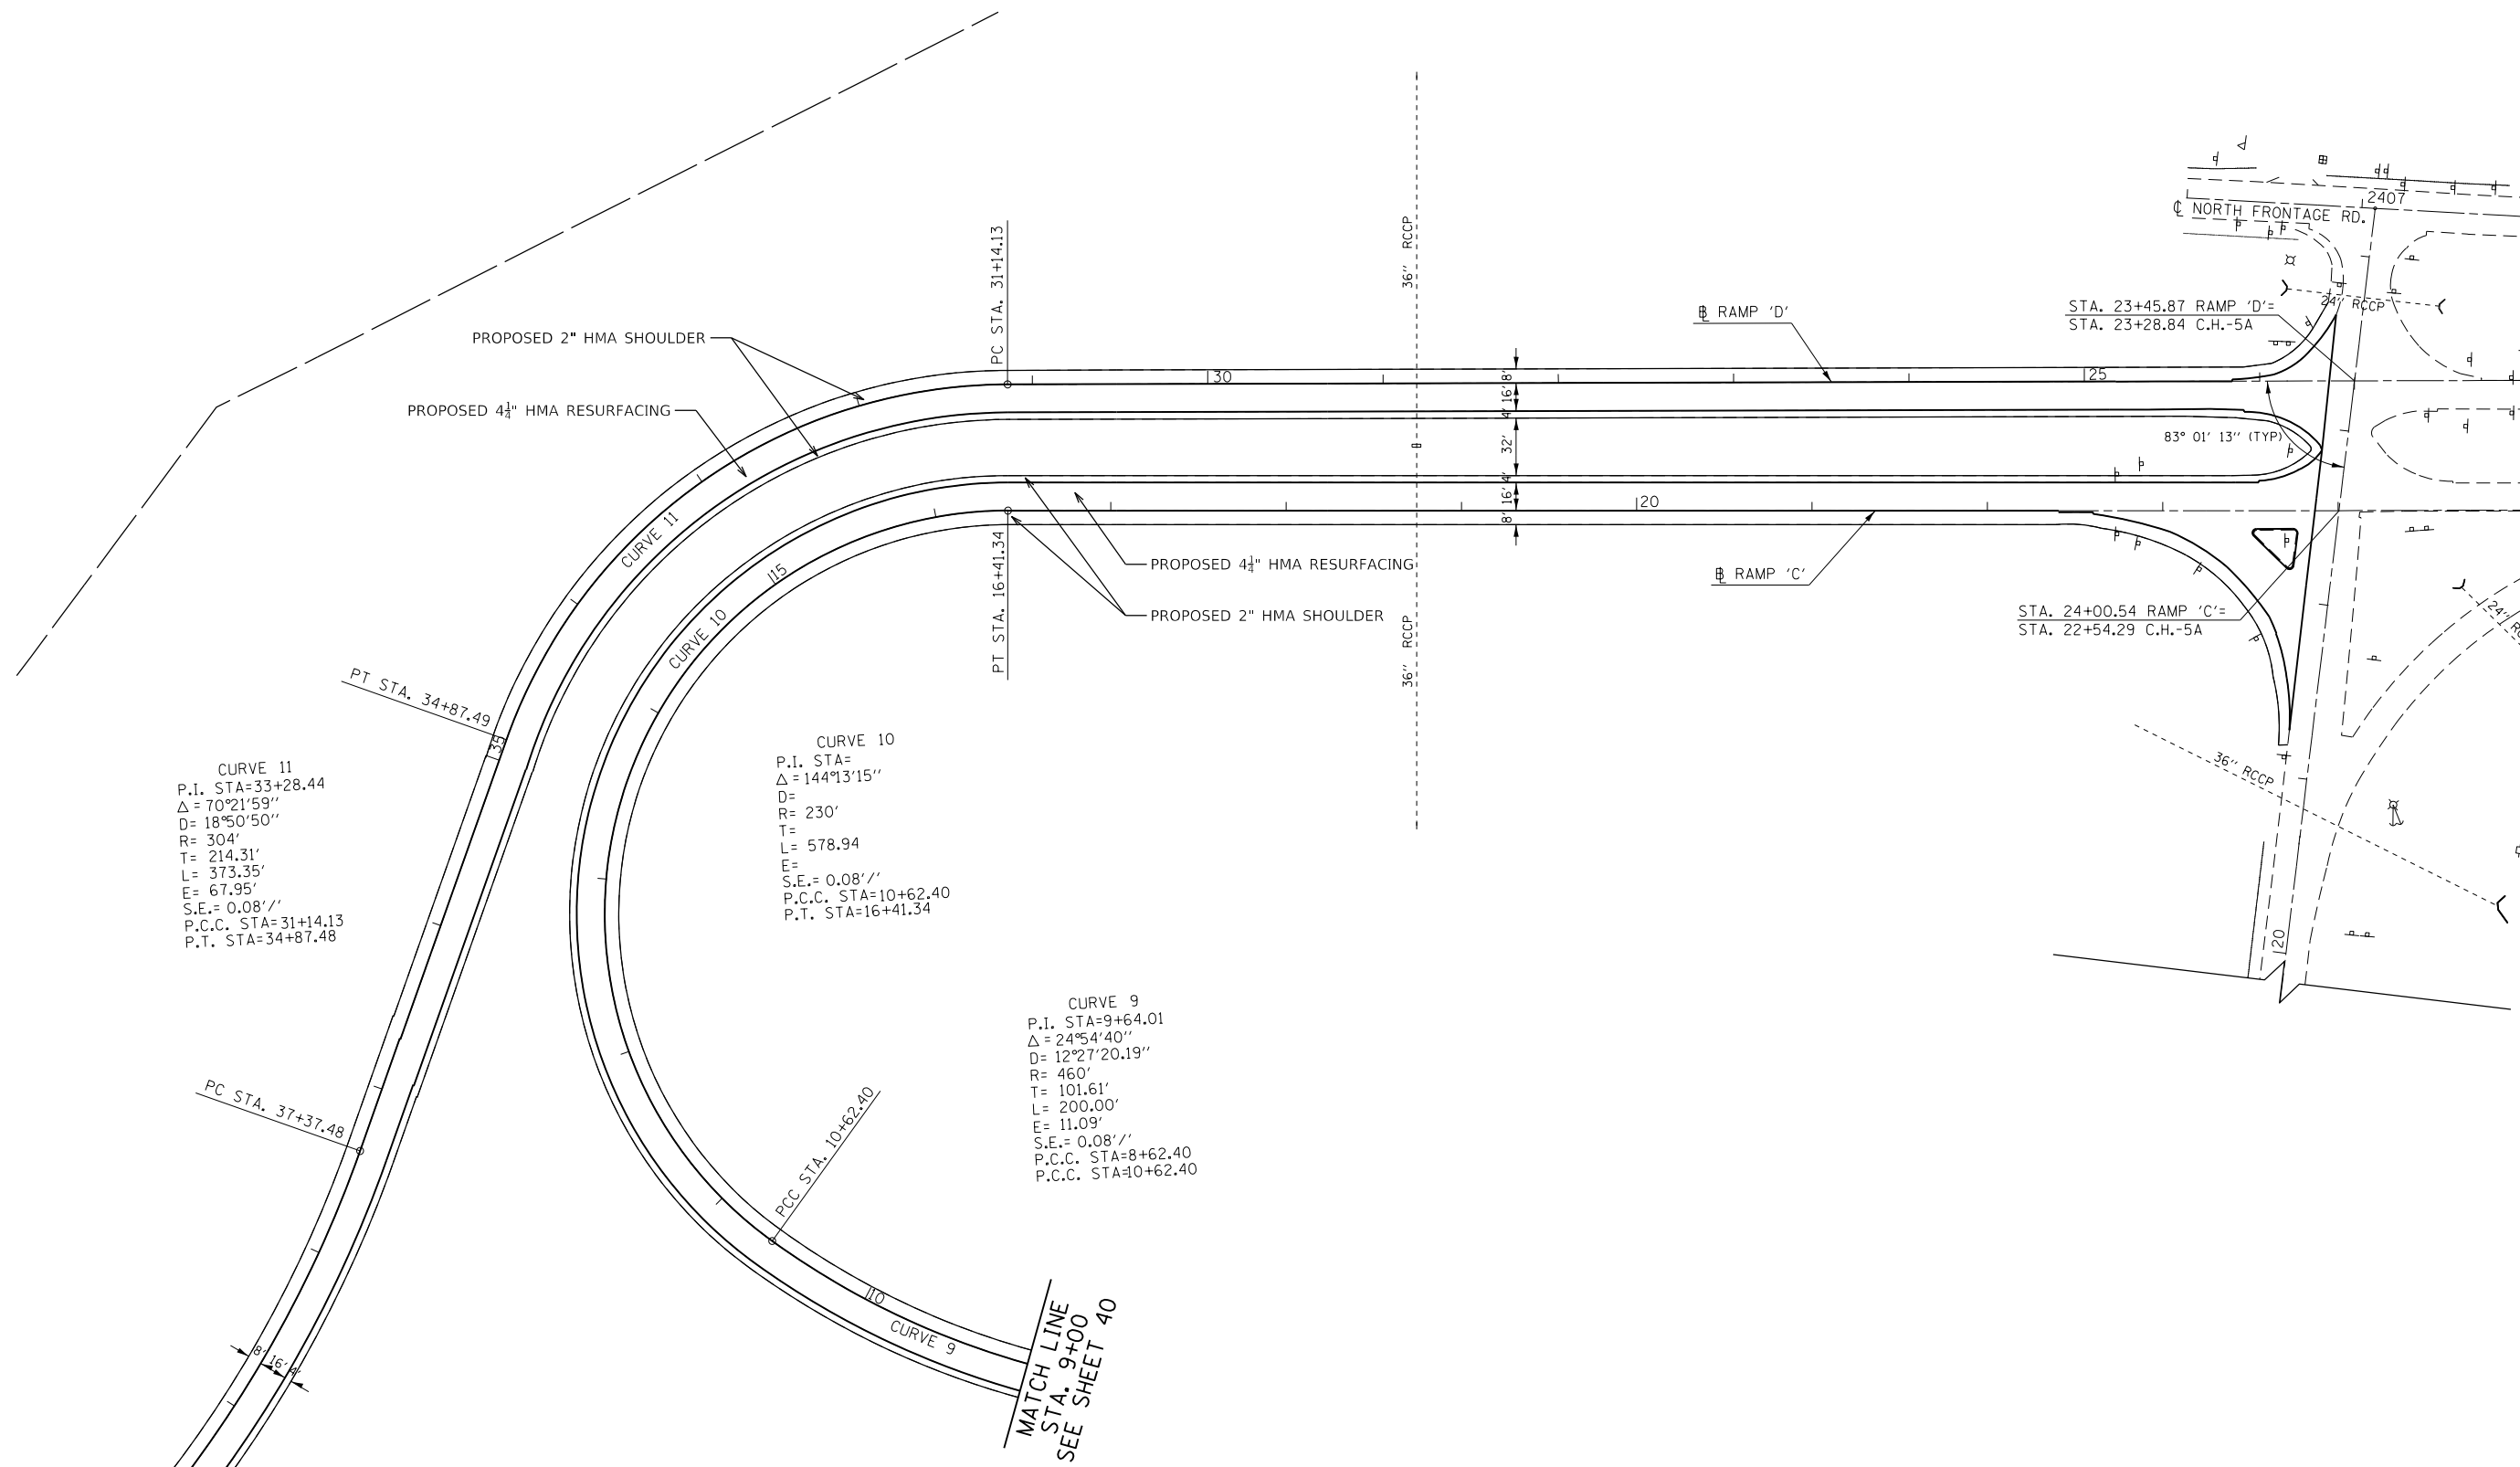 2407
℄ NORTH FRONTAGE RD.
24'' RCCP
STA. 23+45.87 RAMP 'D'=
STA. 23+28.84 C.H.-5A
36'' RCCP
PC STA. 31+14.13
PROPOSED 2" HMA SHOULDER
PROPOSED 4¼" HMA RESURFACING
℄ RAMP 'D'
30
25
8'
16'
4'
32'
4'
16'
8'
83° 01' 13'' (TYP)
20
CURVE 11
15
CURVE 10
PT STA. 16+41.34
PROPOSED 4¼" HMA RESURFACING
PROPOSED 2" HMA SHOULDER
36'' RCCP
℄ RAMP 'C'
STA. 24+00.54 RAMP 'C'=
STA. 22+54.29 C.H.-5A
24''
PT STA. 34+87.49
35
CURVE 11
P.I. STA=33+28.44
Δ = 70°21'59''
D= 18°50'50''
R= 304'
T= 214.31'
L= 373.35'
E= 67.95'
S.E.= 0.08'/'
P.C.C. STA=31+14.13
P.T. STA=34+87.48
CURVE 10
P.I. STA=
Δ = 144°13'15''
D=
R= 230'
T=
L= 578.94
E=
S.E.= 0.08'/'
P.C.C. STA=10+62.40
P.T. STA=16+41.34
36'' RCCP
20
CURVE 9
P.I. STA=9+64.01
Δ = 24°54'40''
D= 12°27'20.19''
R= 460'
T= 101.61'
L= 200.00'
E= 11.09'
S.E.= 0.08'/'
P.C.C. STA=8+62.40
P.C.C. STA=10+62.40
PC STA. 37+37.48
PCC STA. 10+62.40
10
CURVE 9
8' 16' 4'
MATCH LINE
STA. 9+00
SEE SHEET 40